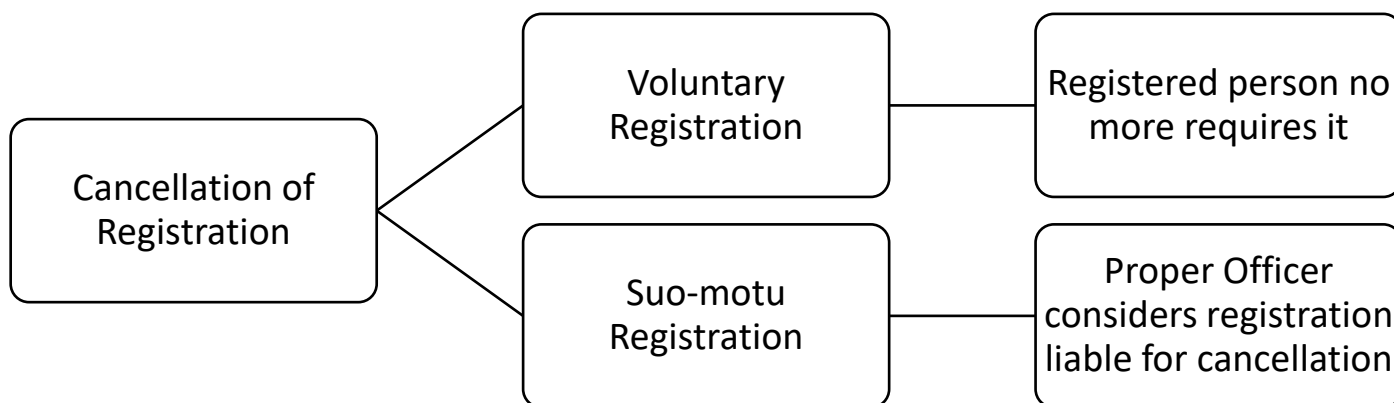 Cancellation of
Registration
Voluntary
Registration
Registered person no
more requires it
Suo-motu
Registration
Proper Officer
considers registration
liable for cancellation